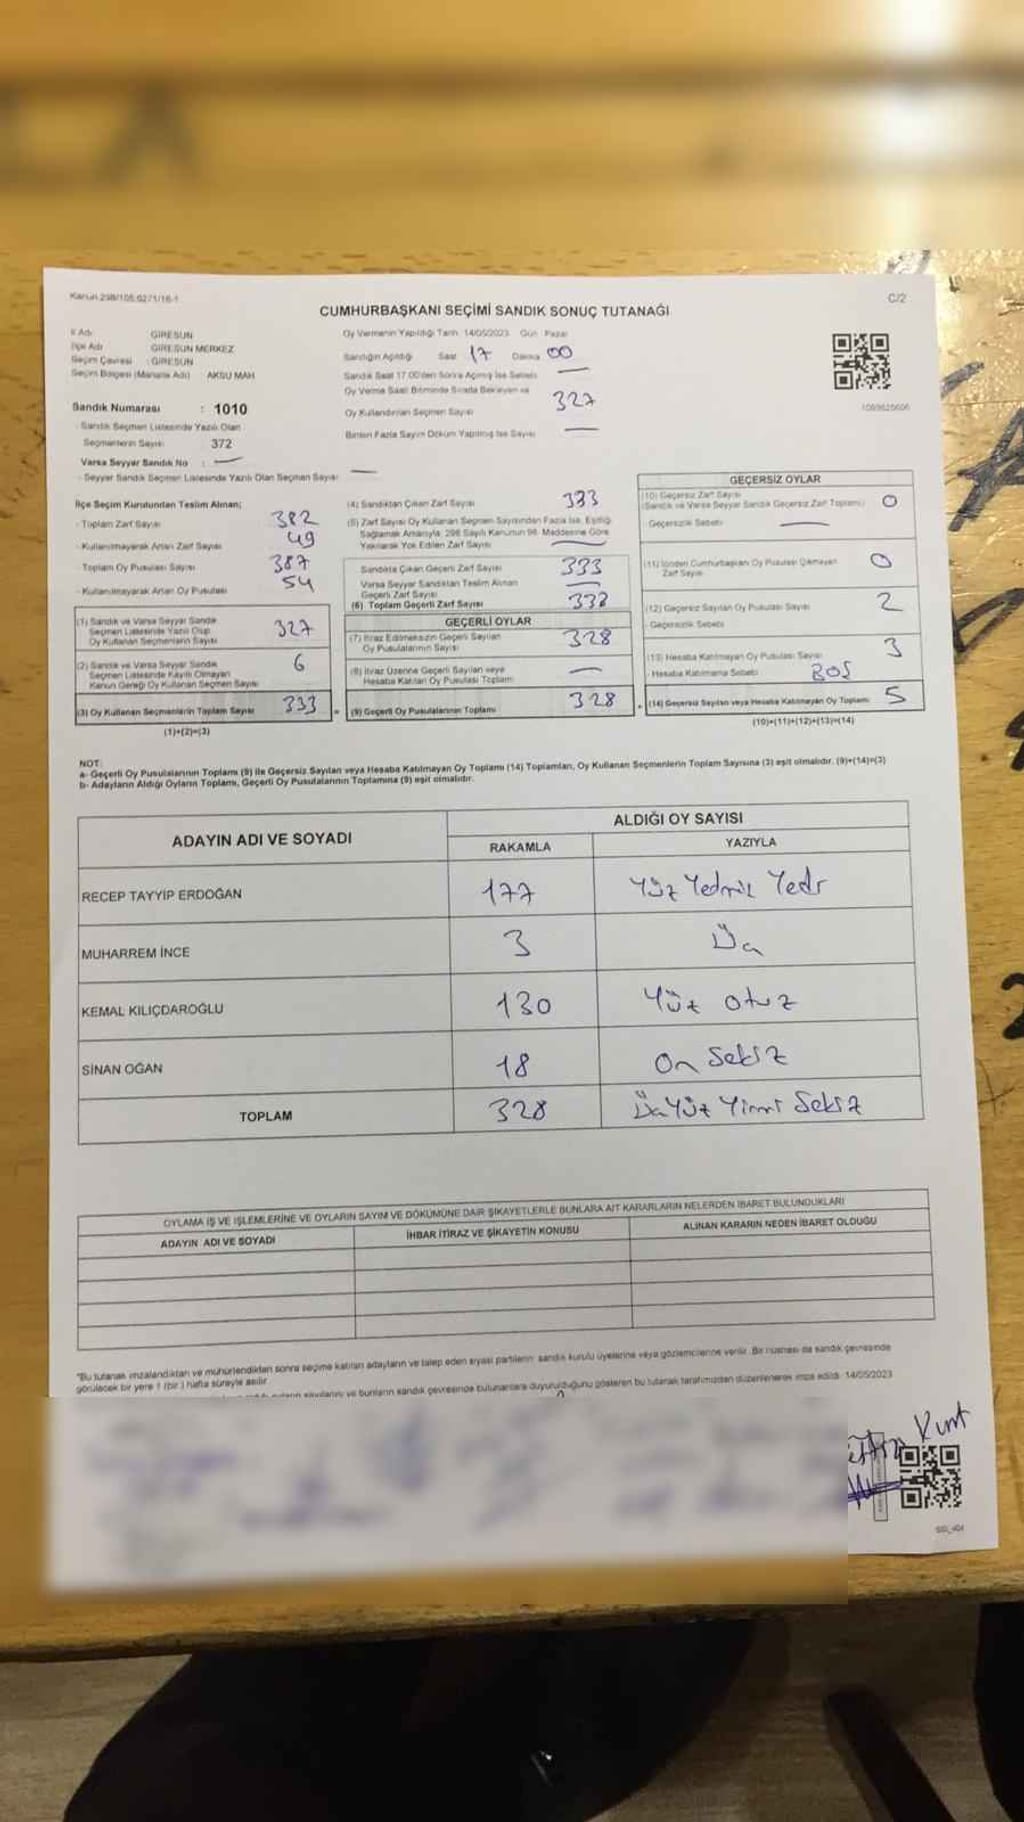 Kanun 298/105;6271/16-1
C/2
CUMHURBAŞKANI SEÇİMİ SANDIK SONUÇ TUTANAĞI
İl Adı : GİRESUN
İlçe Adı : GİRESUN MERKEZ
Seçim Çevresi : GİRESUN
Seçim Bölgesi (Mahalle Adı) AKSU MAH
Sandık Numarası : 1010
- Sandık Seçmen Listesinde Yazılı Olan
Seçmenlerin Sayısı 372
Varsa Seyyar Sandık No : —
- Seyyar Sandık Seçmen Listesinde Yazılı Olan Seçmen Sayısı —
Oy Vermenin Yapıldığı Tarih: 14/05/2023 Gün : Pazar
Sandığın Açıldığı Saat 17 Dakika 00
Sandık Saat 17.00'den Sonra Açılmış İse Sebebi —
Oy Verme Saati Bitiminde Sırada Bekleyen ve
Oy Kullandırılan Seçmen Sayısı 327
Birden Fazla Sayım Döküm Yapılmış İse Sayısı —
1069620606
İlçe Seçim Kurulundan Teslim Alınan;
- Toplam Zarf Sayısı 382
- Kullanılmayarak Artan Zarf Sayısı 49
- Toplam Oy Pusulası Sayısı 387
- Kullanılmayarak Artan Oy Pusulası 54
(1) Sandık ve Varsa Seyyar Sandık
Seçmen Listesinde Yazılı Olup
Oy Kullanan Seçmenlerin Sayısı 327
(2) Sandık ve Varsa Seyyar Sandık
Seçmen Listesinde Kayıtlı Olmayan
Kanun Gereği Oy Kullanan Seçmen Sayısı 6
(3) Oy Kullanan Seçmenlerin Toplam Sayısı 333
(1)+(2)=(3)
(4) Sandıktan Çıkan Zarf Sayısı 333
(5) Zarf Sayısı Oy Kullanan Seçmen Sayısından Fazla İse, Eşitliği
Sağlamak Amacıyla, 298 Sayılı Kanunun 98. Maddesine Göre
Yakılarak Yok Edilen Zarf Sayısı —
Sandıkta Çıkan Geçerli Zarf Sayısı 333
Varsa Seyyar Sandıktan Teslim Alınan
Geçerli Zarf Sayısı —
(6) Toplam Geçerli Zarf Sayısı 333
GEÇERLİ OYLAR
(7) İtiraz Edilmeksizin Geçerli Sayılan
Oy Pusulalarının Sayısı 328
(8) İtiraz Üzerine Geçerli Sayılan veya
Hesaba Katılan Oy Pusulası Toplamı —
= (9) Geçerli Oy Pusulalarının Toplamı 328
GEÇERSİZ OYLAR
(10) Geçersiz Zarf Sayısı
(Sandık ve Varsa Seyyar Sandık Geçersiz Zarf Toplamı) 0
- Geçersizlik Sebebi —
(11) İçinden Cumhurbaşkanı Oy Pusulası Çıkmayan
Zarf Sayısı 0
(12) Geçersiz Sayılan Oy Pusulası Sayısı 2
- Geçersizlik Sebebi
(13) Hesaba Katılmayan Oy Pusulası Sayısı 3
- Hesaba Katılmama Sebebi BOŞ
+ (14) Geçersiz Sayılan veya Hesaba Katılmayan Oy Toplamı 5
(10)+(11)+(12)+(13)=(14)
NOT:
a- Geçerli Oy Pusulalarının Toplamı (9) ile Geçersiz Sayılan veya Hesaba Katılmayan Oy Toplamı (14) Toplamları, Oy Kullanan Seçmenlerin Toplam Sayısına (3) eşit olmalıdır. (9)+(14)=(3)
b- Adayların Aldığı Oyların Toplamı, Geçerli Oy Pusulalarının Toplamına (9) eşit olmalıdır.
ADAYIN ADI VE SOYADI
ALDIĞI OY SAYISI
RAKAMLA YAZIYLA
RECEP TAYYİP ERDOĞAN 177 Yüz Yetmiş Yedi
MUHARREM İNCE 3 Üç
KEMAL KILIÇDAROĞLU 130 Yüz otuz
SİNAN OĞAN 18 On Sekiz
TOPLAM 328 ÜçYüz Yirmi Sekiz
OYLAMA İŞ VE İŞLEMLERİNE VE OYLARIN SAYIM VE DÖKÜMÜNE DAİR ŞİKAYETLERLE BUNLARA AİT KARARLARIN NELERDEN İBARET BULUNDUKLARI
ADAYIN ADI VE SOYADI İHBAR İTİRAZ VE ŞİKAYETİN KONUSU ALINAN KARARIN NEDEN İBARET OLDUĞU
"Bu tutanak imzalandıktan ve mühürlendikten sonra seçime katılan adayların ve talep eden siyasi partilerin sandık kurulu üyelerine veya gözlemcilerine verilir. Bir nüshası da sandık çevresinde
görülecek bir yere 1 (bir) hafta süreyle asılır.
sayılarını ve bunların sandık çevresinde bulunanlara duyurulduğunu gösteren bu tutanak tarafımızdan düzenlenerek imza edildi. 14/05/2023
Kurt